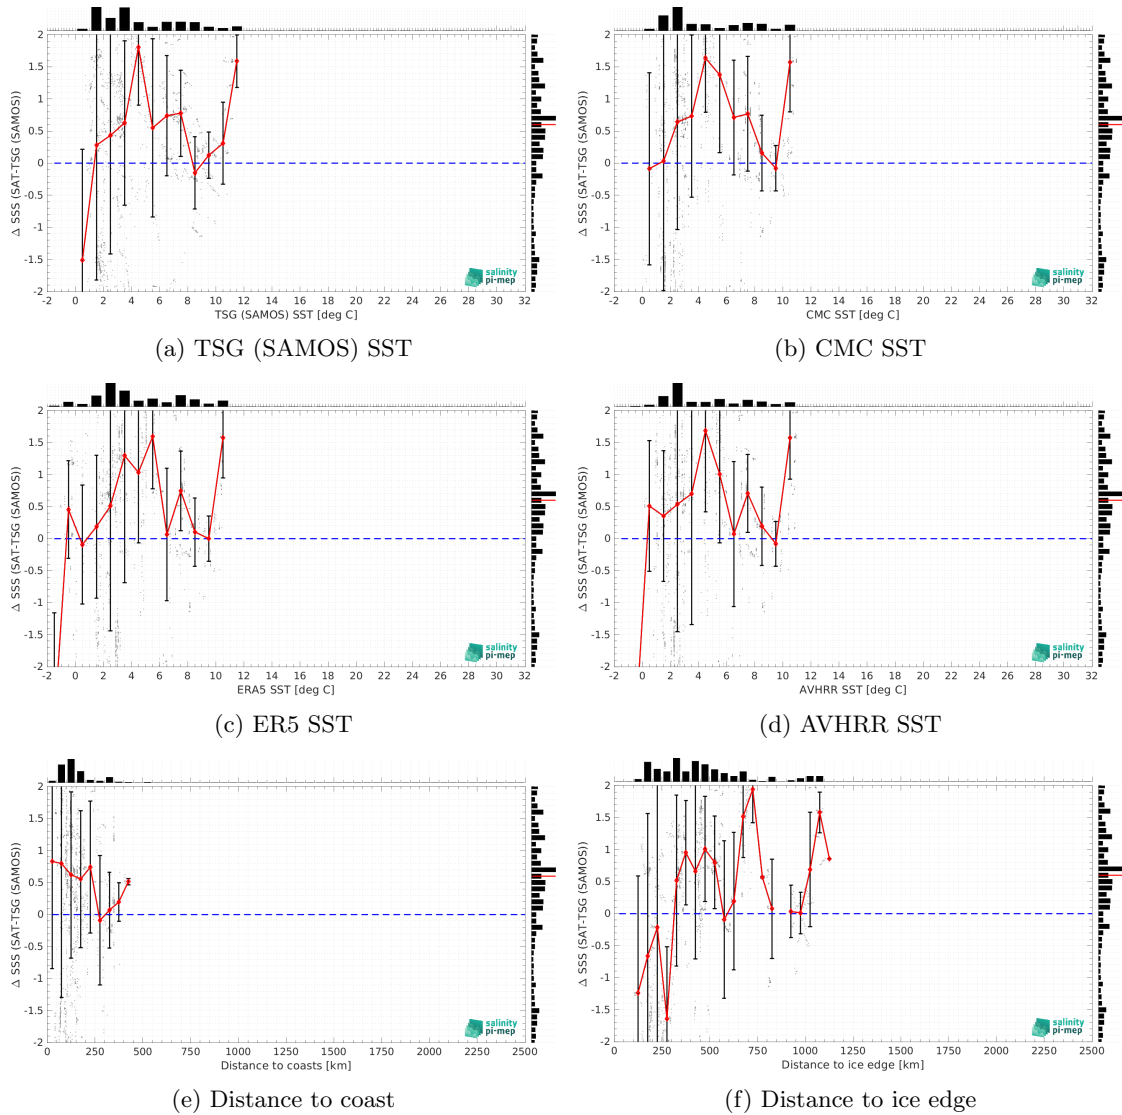 2
1.5
1
0.5
0
-0.5
-1
-1.5
-2
Δ SSS (SAT-TSG (SAMOS))
-2 0 2 4 6 8 10 12 14 16 18 20 22 24 26 28 30 32
TSG (SAMOS) SST [deg C]
salinity
pi-mep
(a) TSG (SAMOS) SST
2
1.5
1
0.5
0
-0.5
-1
-1.5
-2
Δ SSS (SAT-TSG (SAMOS))
-2 0 2 4 6 8 10 12 14 16 18 20 22 24 26 28 30 32
CMC SST [deg C]
salinity
pi-mep
(b) CMC SST
2
1.5
1
0.5
0
-0.5
-1
-1.5
-2
Δ SSS (SAT-TSG (SAMOS))
-2 0 2 4 6 8 10 12 14 16 18 20 22 24 26 28 30 32
ERA5 SST [deg C]
salinity
pi-mep
(c) ER5 SST
2
1.5
1
0.5
0
-0.5
-1
-1.5
-2
Δ SSS (SAT-TSG (SAMOS))
-2 0 2 4 6 8 10 12 14 16 18 20 22 24 26 28 30 32
AVHRR SST [deg C]
salinity
pi-mep
(d) AVHRR SST
2
1.5
1
0.5
0
-0.5
-1
-1.5
-2
Δ SSS (SAT-TSG (SAMOS))
0 250 500 750 1000 1250 1500 1750 2000 2250 2500
Distance to coasts [km]
salinity
pi-mep
(e) Distance to coast
2
1.5
1
0.5
0
-0.5
-1
-1.5
-2
Δ SSS (SAT-TSG (SAMOS))
0 250 500 750 1000 1250 1500 1750 2000 2250 2500
Distance to ice edge [km]
salinity
pi-mep
(f) Distance to ice edge